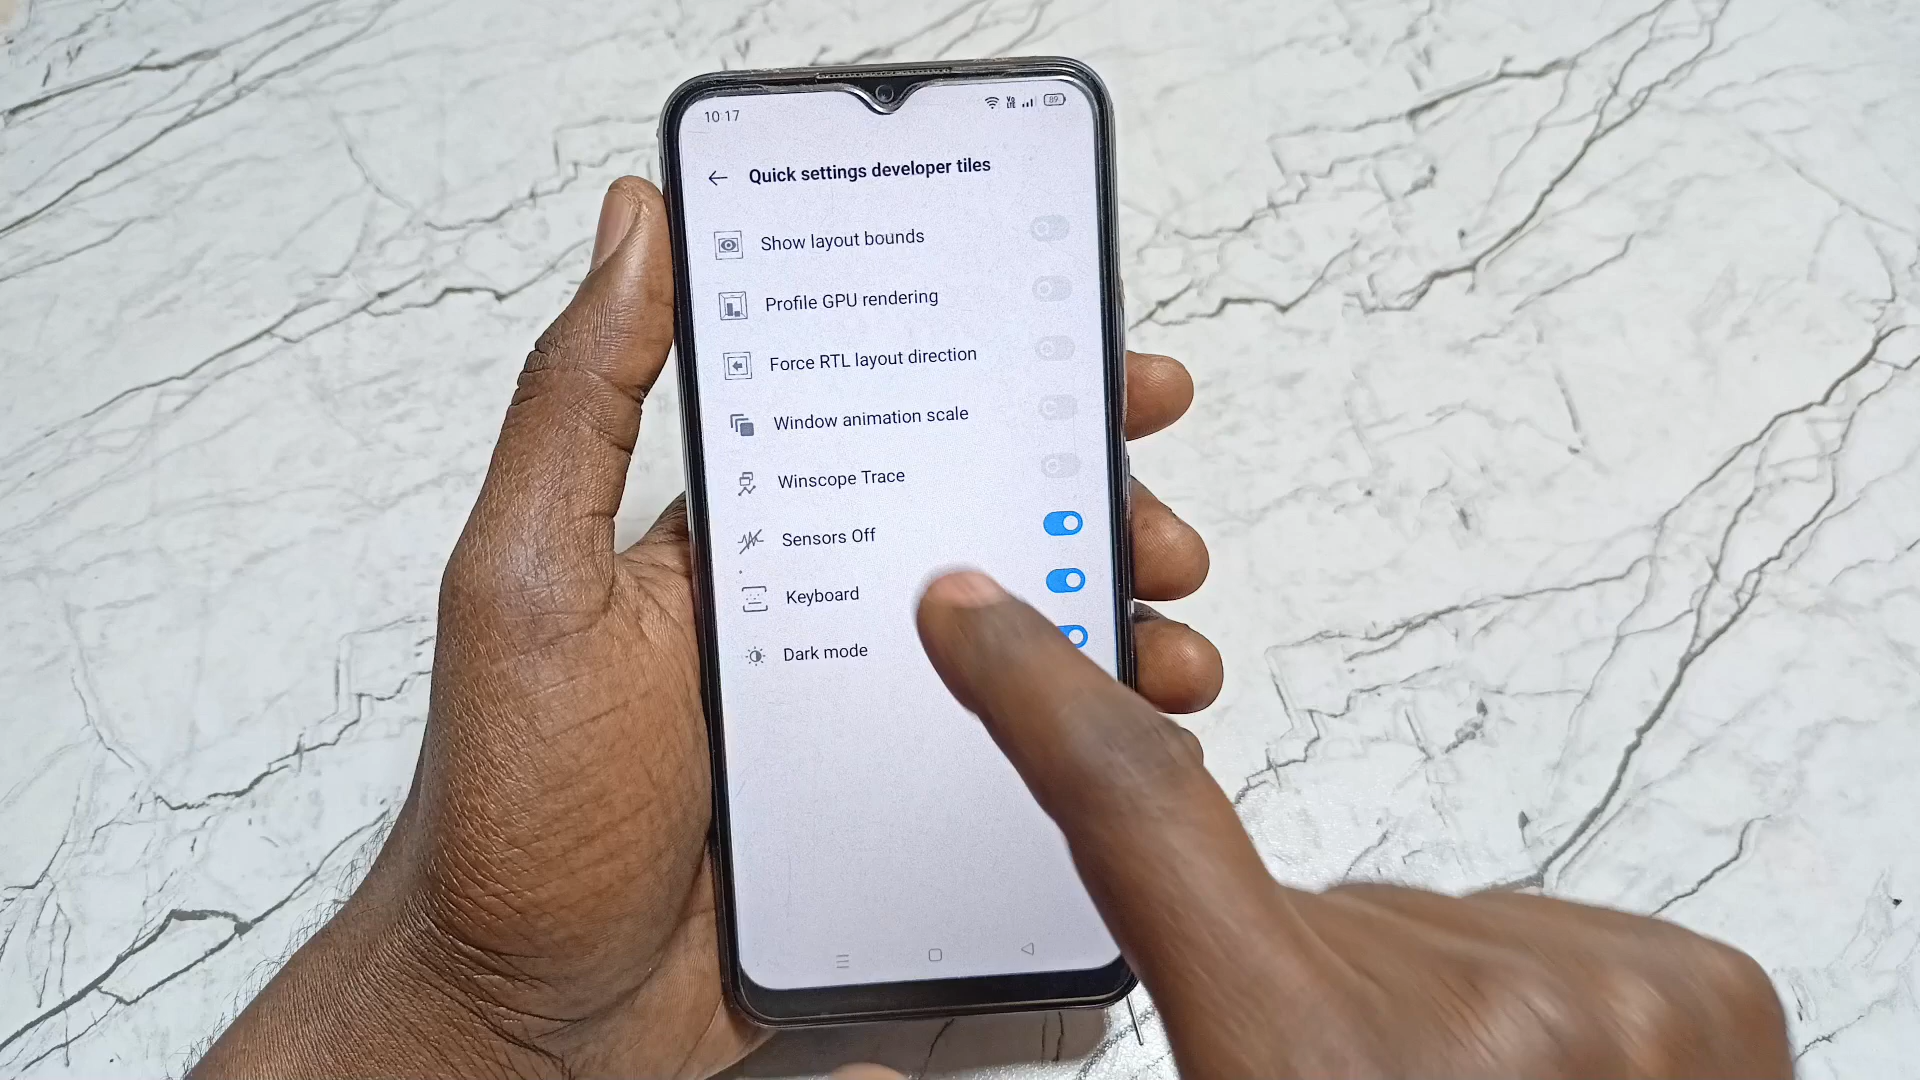 10:17
89
Quick settings developer tiles
Show layout bounds
Profile GPU rendering
Force RTL layout direction
Window animation scale
Winscope Trace
Sensors Off
Keyboard
Dark mode